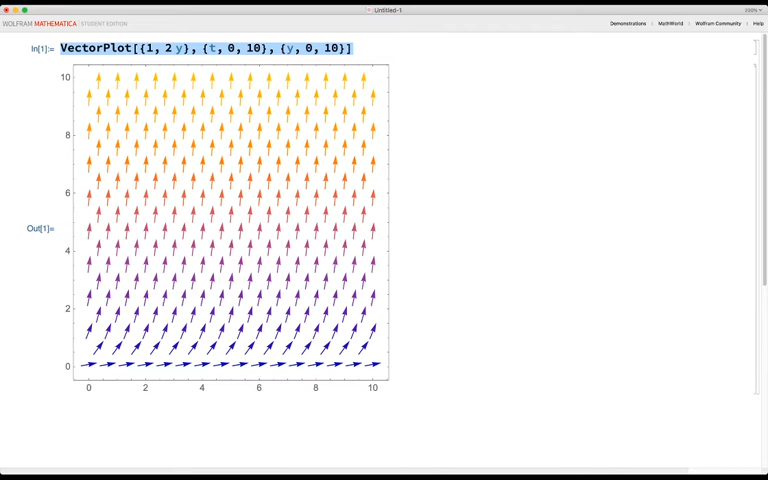 Untitled-1
WOLFRAM MATHEMATICA | STUDENT EDITION
Demonstrations | MathWorld | Wolfram Community | Help
In[1]:= VectorPlot[{1, 2 y}, {t, 0, 10}, {y, 0, 10}]
10
8
6
Out[1]=
4
2
0
0 2 4 6 8 10